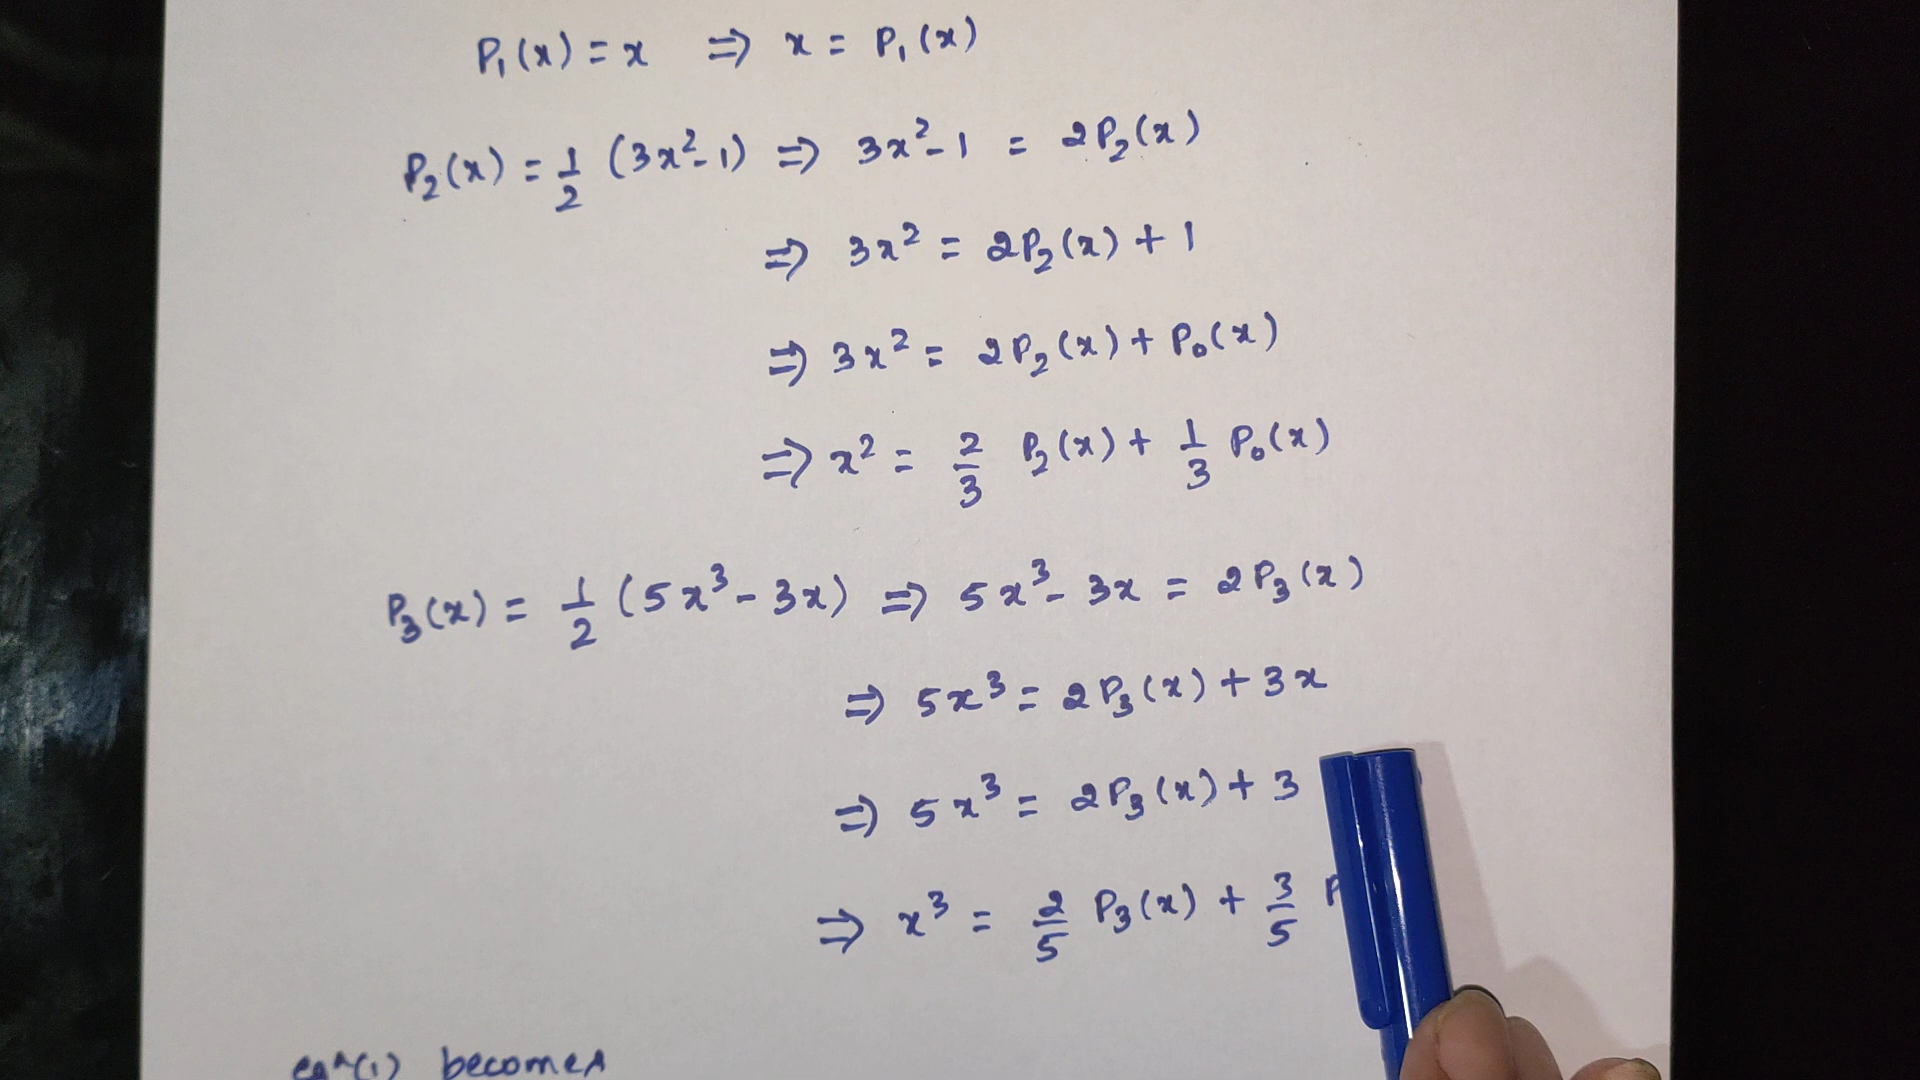 P₁(x) = x ⇒ x = P₁(x)
P₂(x) = 1/2 (3x² - 1) ⇒ 3x² - 1 = 2P₂(x)
⇒ 3x² = 2P₂(x) + 1
⇒ 3x² = 2P₂(x) + P₀(x)
⇒ x² = 2/3 P₂(x) + 1/3 P₀(x)
P₃(x) = 1/2 (5x³ - 3x) ⇒ 5x³ - 3x = 2P₃(x)
⇒ 5x³ = 2P₃(x) + 3x
⇒ 5x³ = 2P₃(x) + 3
⇒ x³ = 2/5 P₃(x) + 3/5 P
eqⁿ(1) becomes